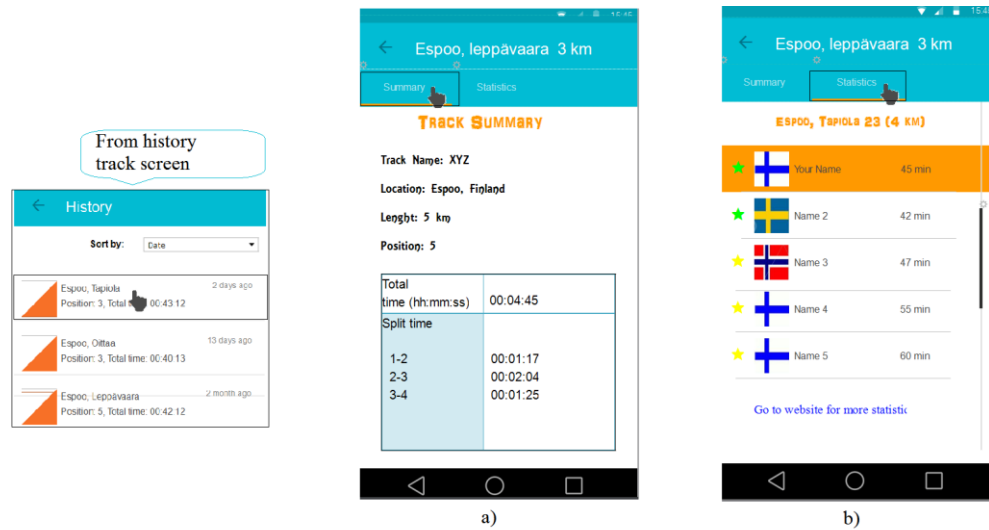 From history
track screen
History
Sort by: Date
Espoo, Tapiola 2 days ago
Position: 3, Total time: 00:43:12
Espoo, Oittaa 13 days ago
Position: 3, Total time: 00:40:13
Espoo, Leppävaara 2 month ago
Position: 5, Total time: 00:42:12
Espoo, leppävaara 3 km
Summary Statistics
Track Summary
Track Name: XYZ
Location: Espoo, Finland
Lenght: 5 km
Position: 5
Total
time (hh:mm:ss) 00:04:45
Split time
1-2 00:01:17
2-3 00:02:04
3-4 00:01:25
a)
Espoo, leppävaara 3 km
Summary Statistics
Espoo, Tapiola 23 (4 km)
Your Name 45 min
Name 2 42 min
Name 3 47 min
Name 4 55 min
Name 5 60 min
Go to website for more statistic
b)